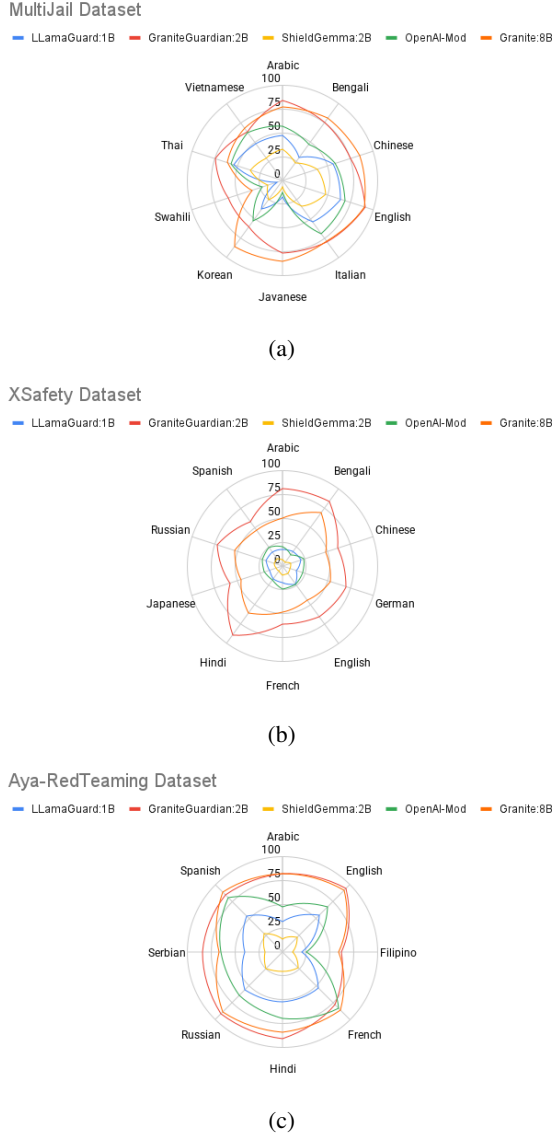 MultiJail Dataset
LLamaGuard:1B GraniteGuardian:2B ShieldGemma:2B OpenAI-Mod Granite:8B
Arabic
100
Vietnamese Bengali
75
50
Thai Chinese
25
0
Swahili English
Korean Italian
Javanese
(a)
XSafety Dataset
LLamaGuard:1B GraniteGuardian:2B ShieldGemma:2B OpenAI-Mod Granite:8B
Arabic
100
Spanish Bengali
75
50
Russian Chinese
25
0
Japanese German
Hindi English
French
(b)
Aya-RedTeaming Dataset
LLamaGuard:1B GraniteGuardian:2B ShieldGemma:2B OpenAI-Mod Granite:8B
Arabic
100
Spanish English
75
50
25
0
Serbian Filipino
Russian French
Hindi
(c)